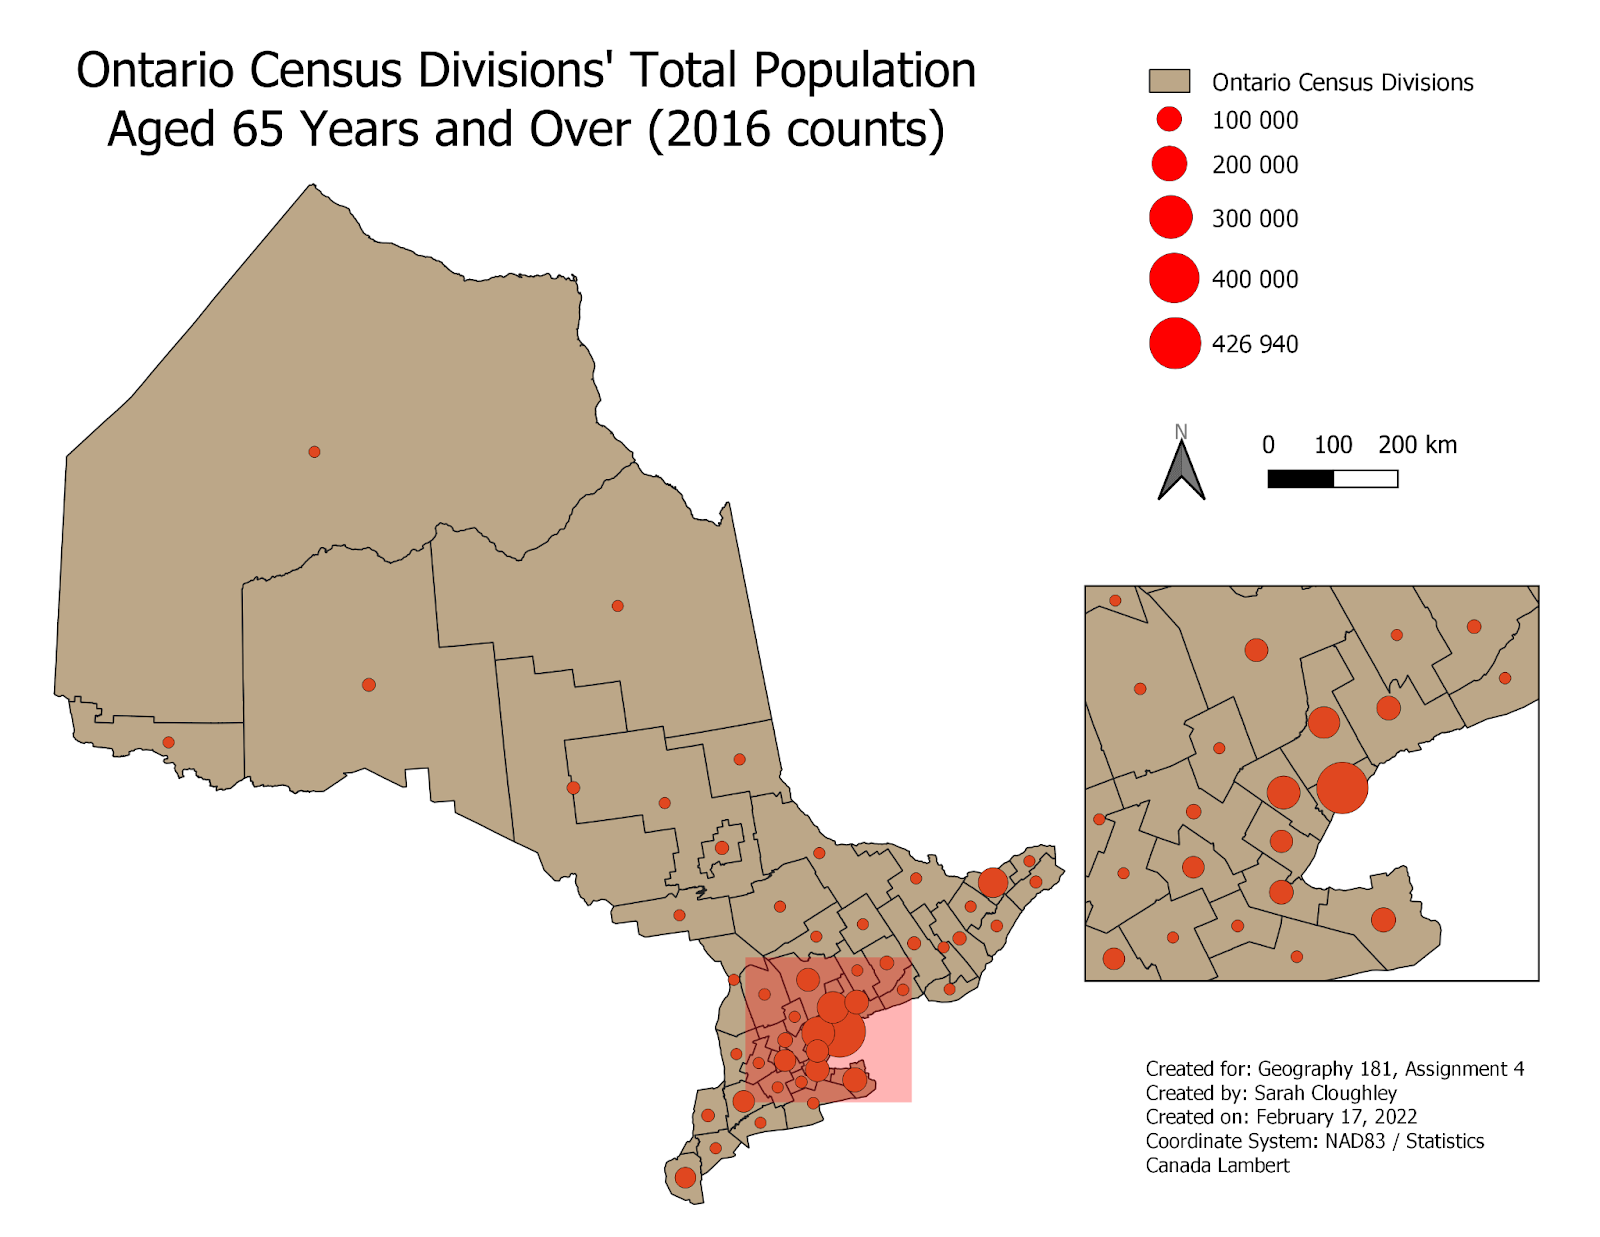 Ontario Census Divisions' Total Population
Aged 65 Years and Over (2016 counts)
Ontario Census Divisions
100 000
200 000
300 000
400 000
426 940
N
0 100 200 km
Created for: Geography 181, Assignment 4
Created by: Sarah Cloughley
Created on: February 17, 2022
Coordinate System: NAD83 / Statistics
Canada Lambert